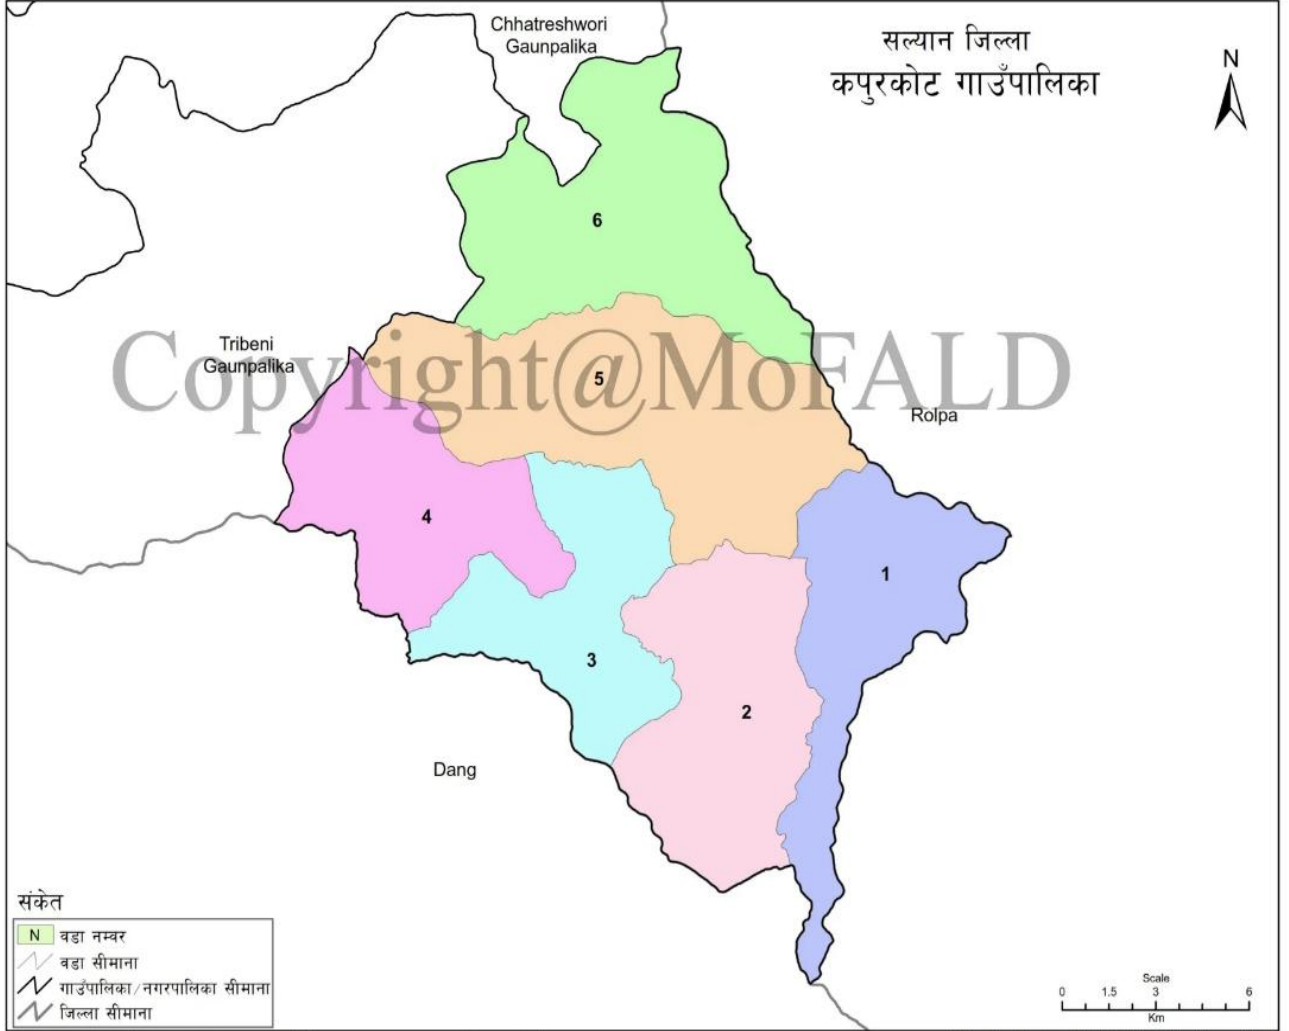 Chhatreshwori
Gaunpalika
सल्यान जिल्ला
कपुरकोट गाउँपालिका
N
6
Tribeni
Gaunpalika
Copyright@MoFALD
5
Rolpa
4
1
3
2
Dang
संकेत
N वडा नम्वर
वडा सीमाना
गाउँपालिका/नगरपालिका सीमाना
जिल्ला सीमाना
Scale
0 1.5 3 6
Km